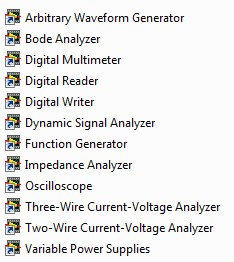 Arbitrary Waveform Generator
Bode Analyzer
Digital Multimeter
Digital Reader
Digital Writer
Dynamic Signal Analyzer
Function Generator
Impedance Analyzer
Oscilloscope
Three-Wire Current-Voltage Analyzer
Two-Wire Current-Voltage Analyzer
Variable Power Supplies